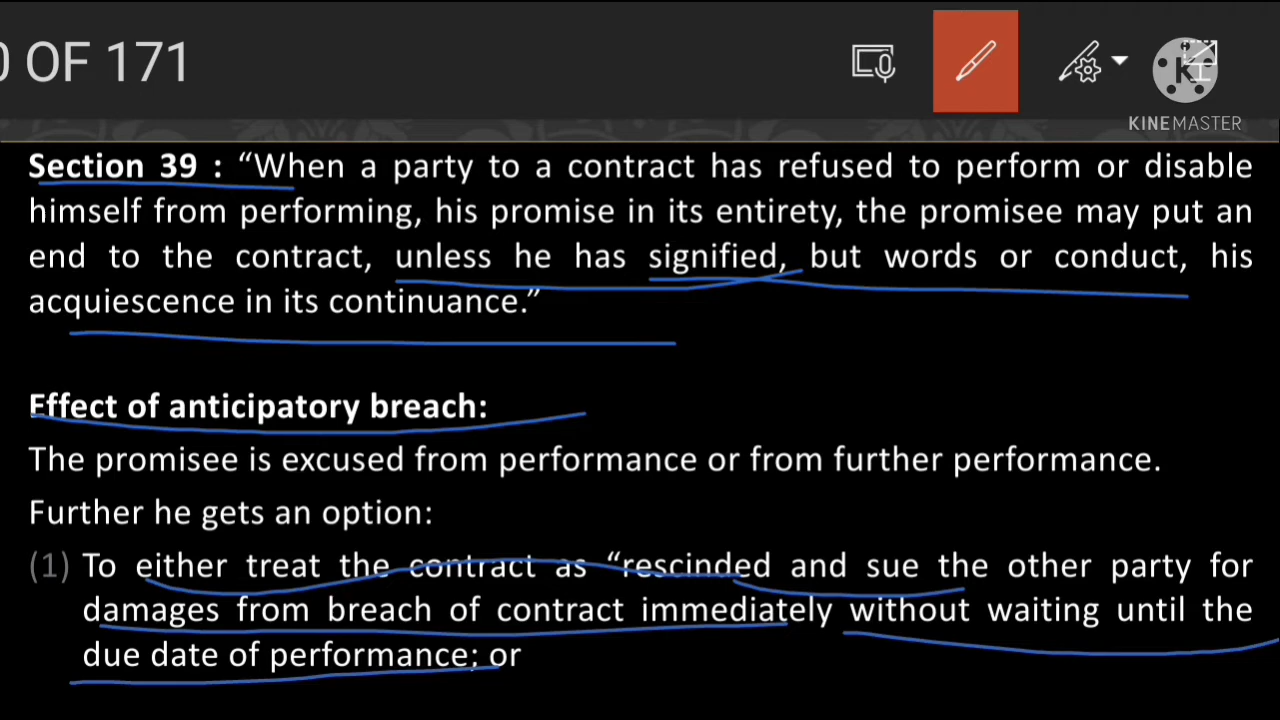 0 OF 171
KINEMASTER
Section 39 : “When a party to a contract has refused to perform or disable
himself from performing, his promise in its entirety, the promisee may put an
end to the contract, unless he has signified, but words or conduct, his
acquiescence in its continuance.”
Effect of anticipatory breach:
The promisee is excused from performance or from further performance.
Further he gets an option:
(1) To either treat the contract as “rescinded and sue the other party for
damages from breach of contract immediately without waiting until the
due date of performance; or